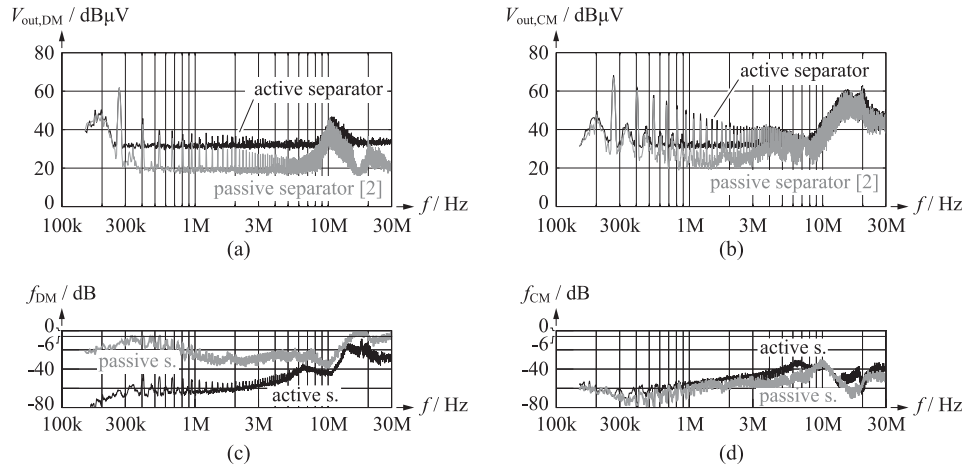 V_out,DM / dBµV
80
60
40
20
0
active separator
passive separator [2]
100k 300k 1M 3M 10M 30M
f / Hz
(a)
V_out,CM / dBµV
80
60
40
20
0
active separator
passive separator [2]
100k 300k 1M 3M 10M 30M
f / Hz
(b)
f_DM / dB
0
-6
-40
-80
passive s.
active s.
100k 300k 1M 3M 10M 30M
f / Hz
(c)
f_CM / dB
0
-6
-40
-80
active s.
passive s.
100k 300k 1M 3M 10M 30M
f / Hz
(d)